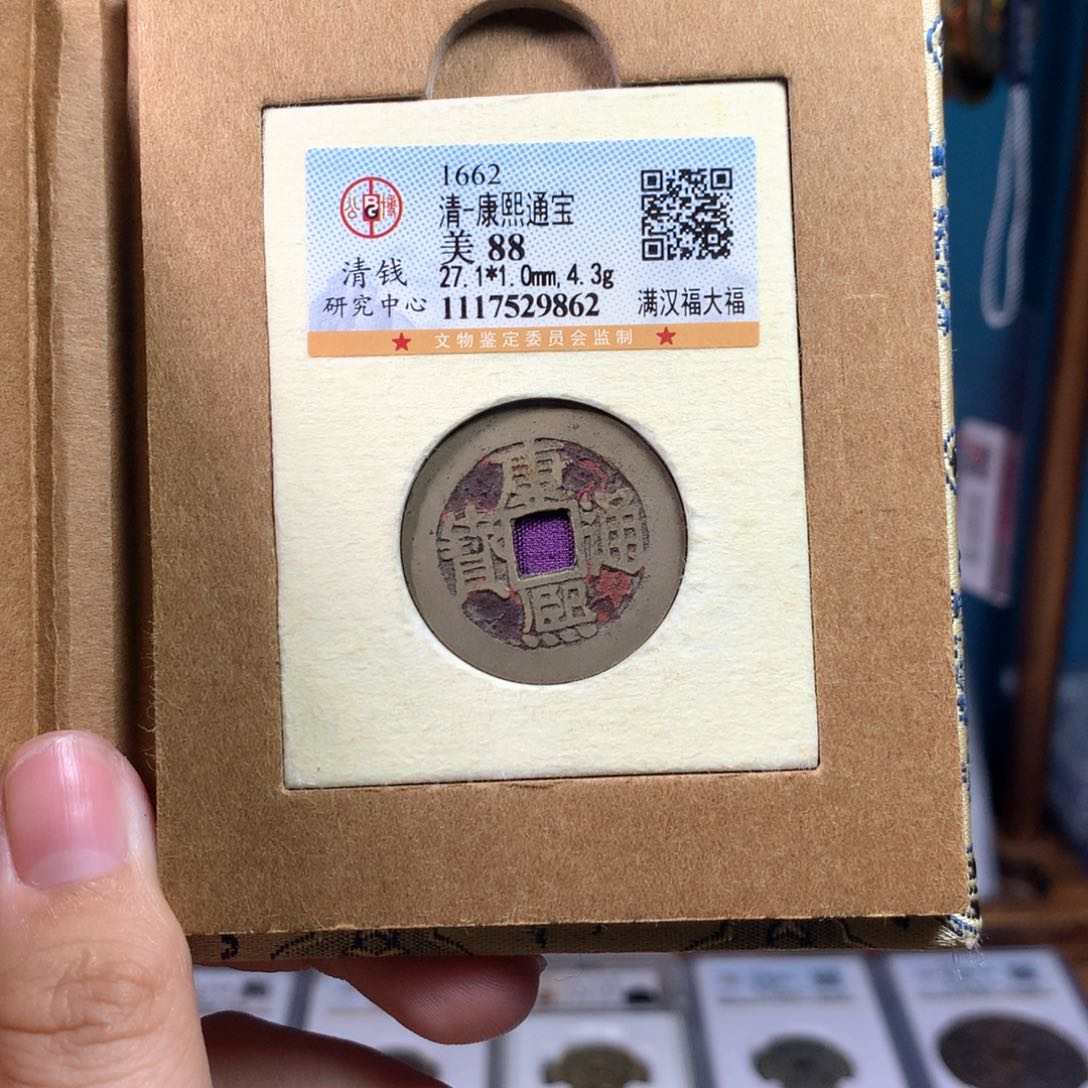 1662
清-康熙通宝
美 88
27.1*1.0mm,4.3g
1117529862
公博
清钱
研究中心
满汉福大福
★ 文物鉴定委员会监制 ★
康熙通寶